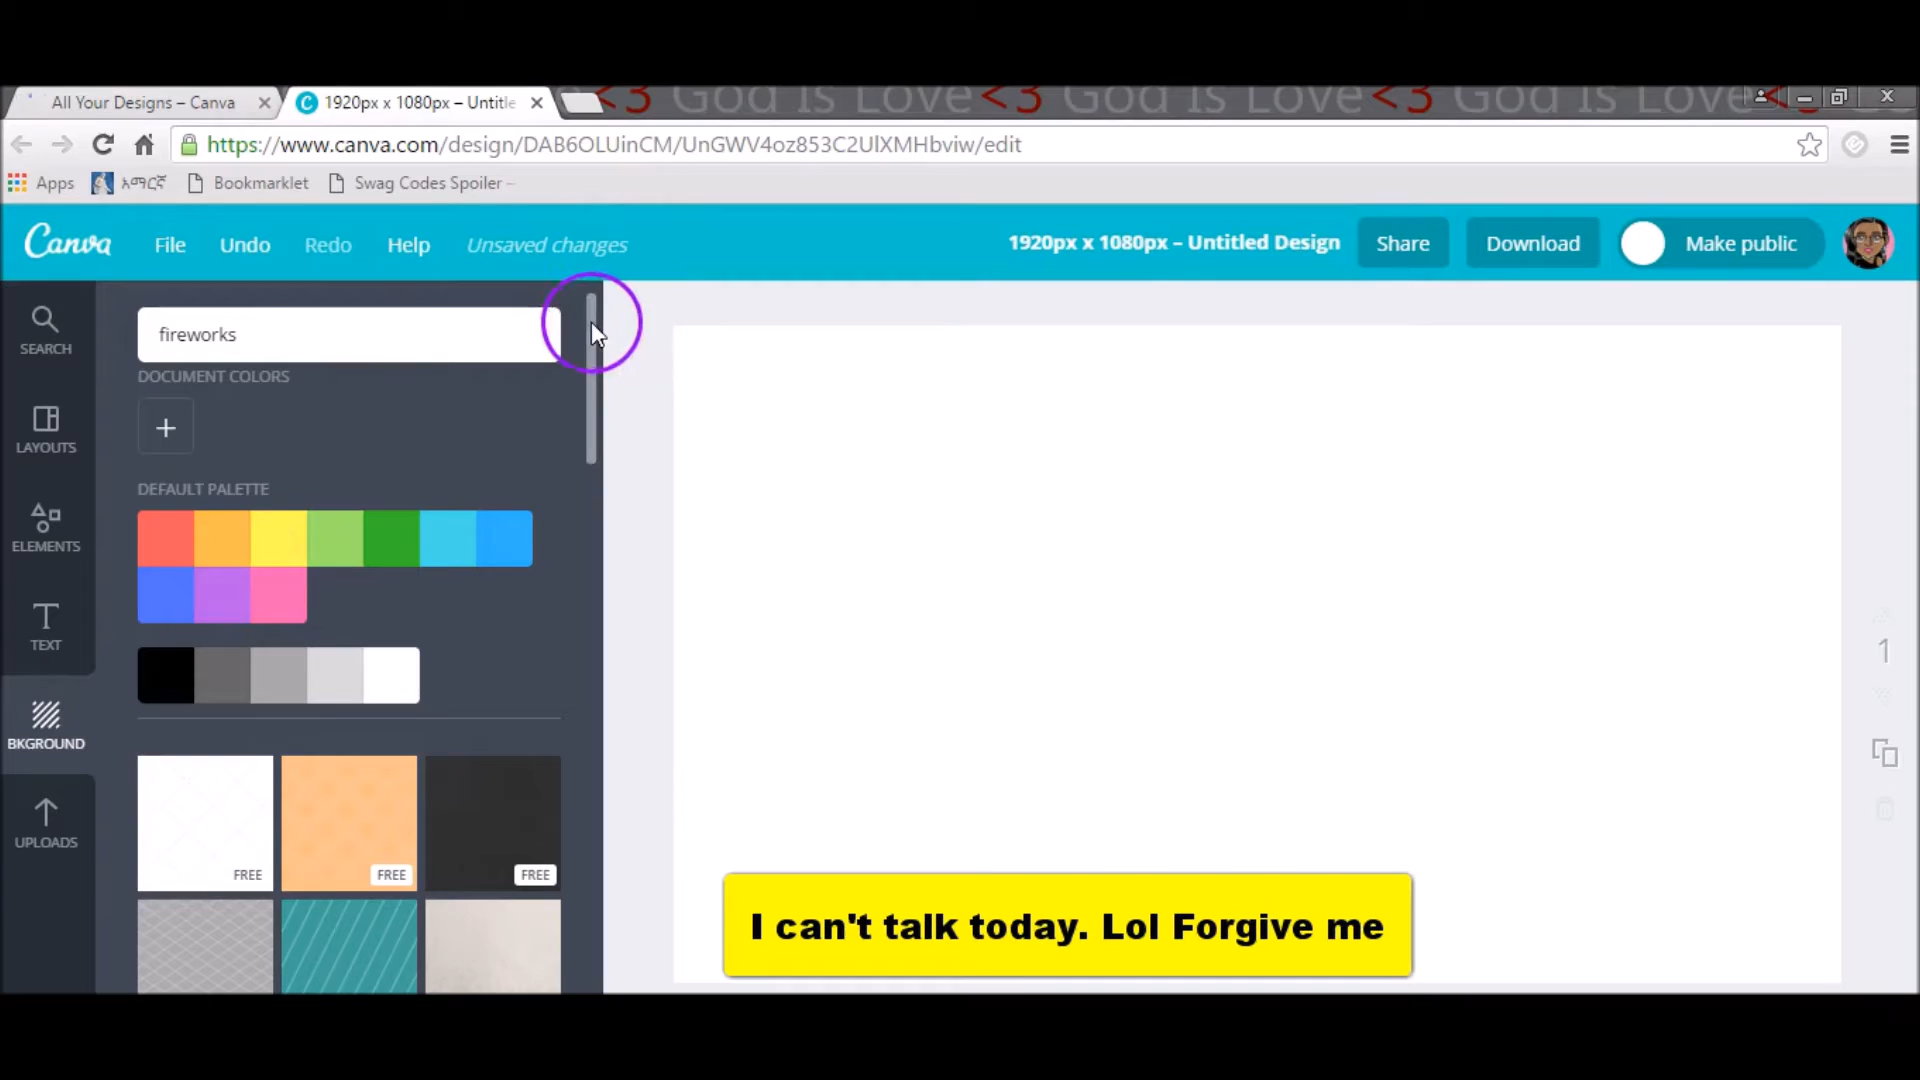 <3 God Is Love <3 God Is Love <3 God Is Love
All Your Designs – Canva
1920px x 1080px – Untitle
https://www.canva.com/design/DAB6OLUinCM/UnGWV4oz853C2UlXMHbviw/edit
Apps
አማርኛ
Bookmarklet
Swag Codes Spoiler –
Canva
File
Undo
Redo
Help
Unsaved changes
1920px x 1080px – Untitled Design
Share
Download
Make public
SEARCH
LAYOUTS
ELEMENTS
TEXT
BKGROUND
UPLOADS
fireworks
DOCUMENT COLORS
+
DEFAULT PALETTE
FREE
FREE
FREE
1
I can't talk today. Lol Forgive me